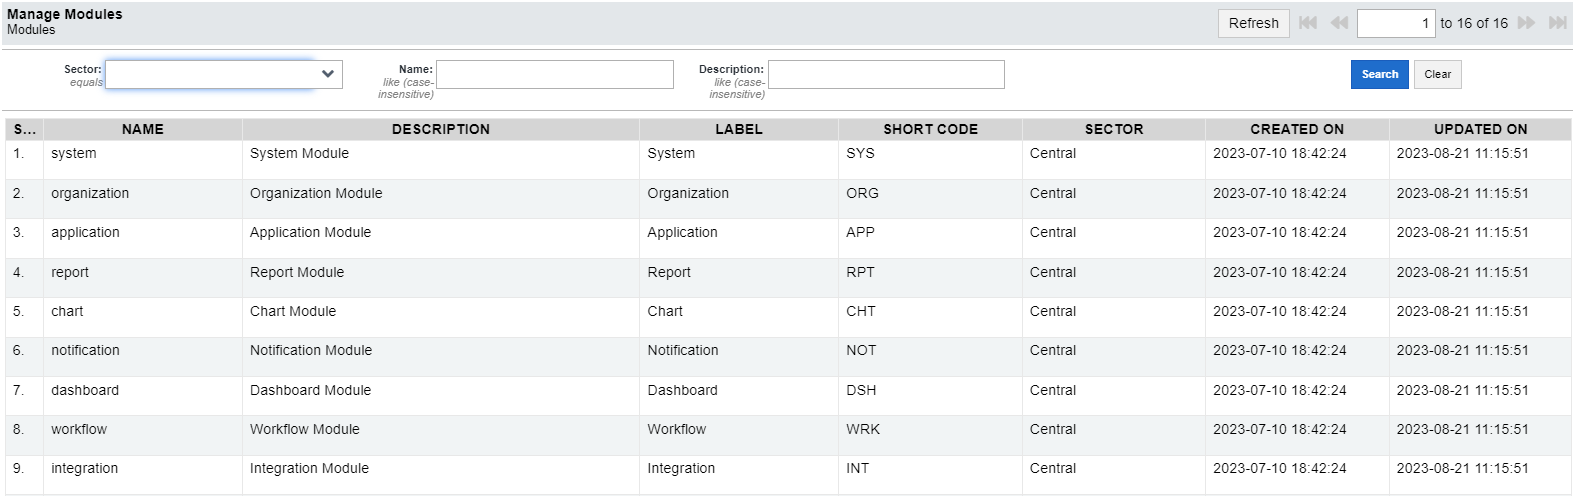 Manage Modules
Modules
Refresh 1 to 16 of 16
Sector: equals Name: like (case-insensitive) Description: like (case-insensitive) Search Clear
S... NAME DESCRIPTION LABEL SHORT CODE SECTOR CREATED ON UPDATED ON
1. system System Module System SYS Central 2023-07-10 18:42:24 2023-08-21 11:15:51
2. organization Organization Module Organization ORG Central 2023-07-10 18:42:24 2023-08-21 11:15:51
3. application Application Module Application APP Central 2023-07-10 18:42:24 2023-08-21 11:15:51
4. report Report Module Report RPT Central 2023-07-10 18:42:24 2023-08-21 11:15:51
5. chart Chart Module Chart CHT Central 2023-07-10 18:42:24 2023-08-21 11:15:51
6. notification Notification Module Notification NOT Central 2023-07-10 18:42:24 2023-08-21 11:15:51
7. dashboard Dashboard Module Dashboard DSH Central 2023-07-10 18:42:24 2023-08-21 11:15:51
8. workflow Workflow Module Workflow WRK Central 2023-07-10 18:42:24 2023-08-21 11:15:51
9. integration Integration Module Integration INT Central 2023-07-10 18:42:24 2023-08-21 11:15:51